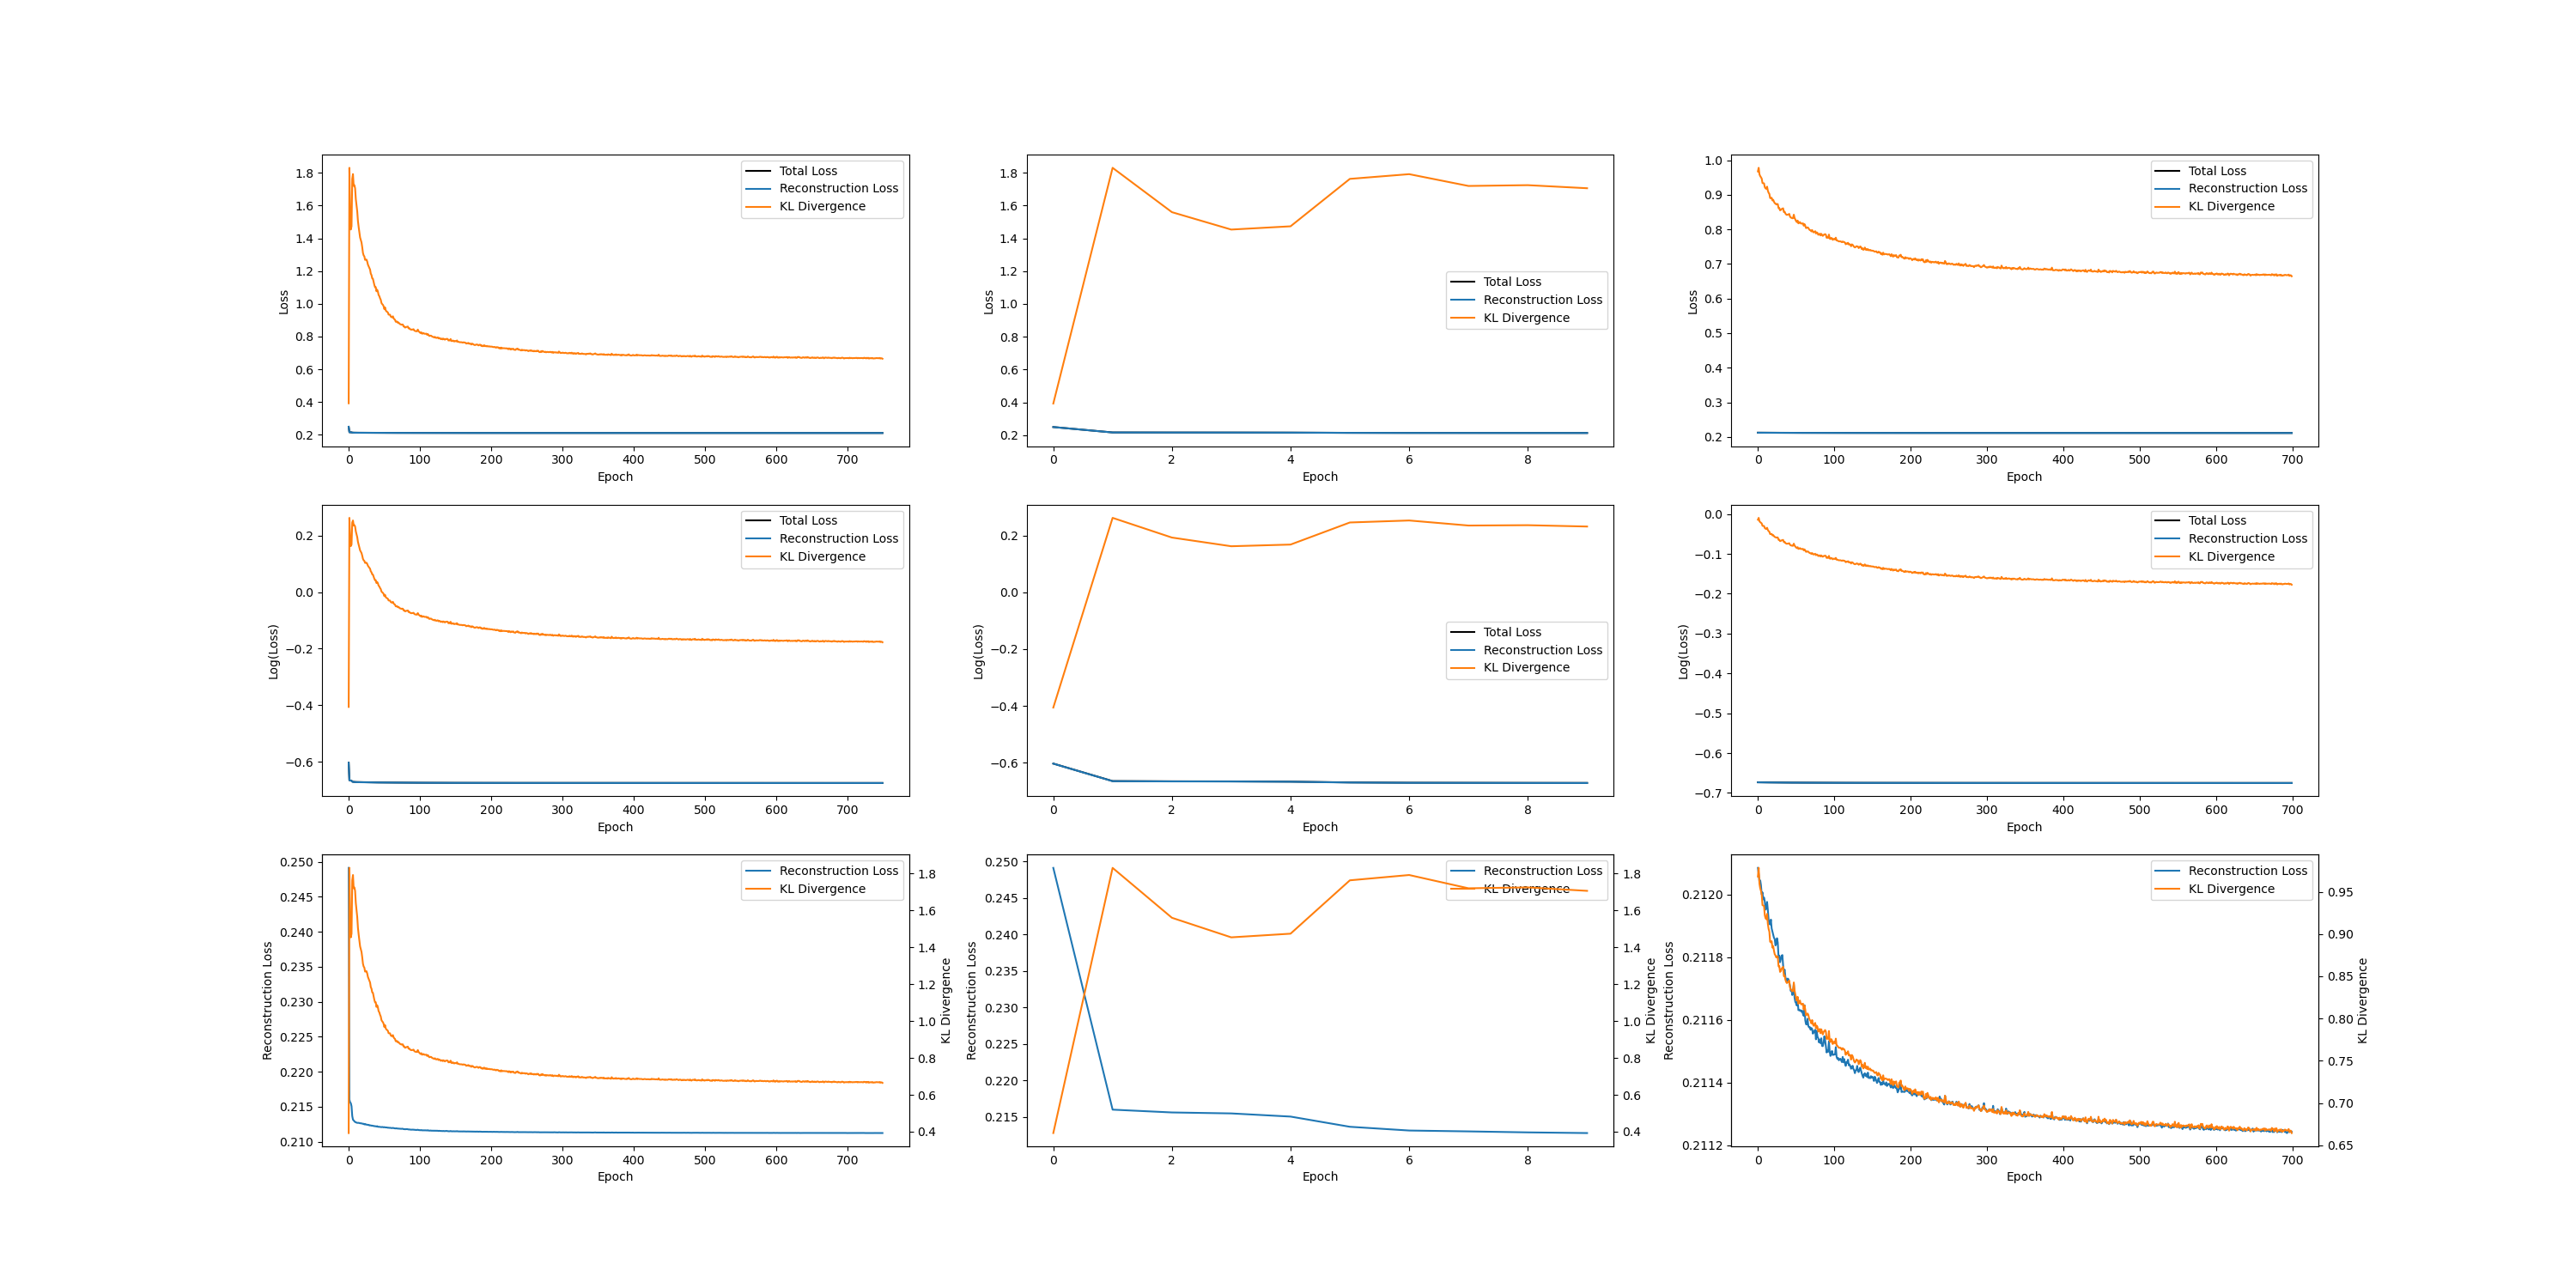 1.8
1.6
1.4
1.2
1.0
0.8
0.6
0.4
0.2
Loss
0 100 200 300 400 500 600 700
Epoch
Total Loss
Reconstruction Loss
KL Divergence
1.8
1.6
1.4
1.2
1.0
0.8
0.6
0.4
0.2
Loss
0 2 4 6 8
Epoch
Total Loss
Reconstruction Loss
KL Divergence
1.0
0.9
0.8
0.7
0.6
0.5
0.4
0.3
0.2
Loss
0 100 200 300 400 500 600 700
Epoch
Total Loss
Reconstruction Loss
KL Divergence
0.2
0.0
−0.2
−0.4
−0.6
Log(Loss)
0 100 200 300 400 500 600 700
Epoch
Total Loss
Reconstruction Loss
KL Divergence
0.2
0.0
−0.2
−0.4
−0.6
Log(Loss)
0 2 4 6 8
Epoch
Total Loss
Reconstruction Loss
KL Divergence
0.0
−0.1
−0.2
−0.3
−0.4
−0.5
−0.6
−0.7
Log(Loss)
0 100 200 300 400 500 600 700
Epoch
Total Loss
Reconstruction Loss
KL Divergence
0.250
0.245
0.240
0.235
0.230
0.225
0.220
0.215
0.210
Reconstruction Loss
0 100 200 300 400 500 600 700
Epoch
Reconstruction Loss
KL Divergence
1.8
1.6
1.4
1.2
1.0
0.8
0.6
0.4
KL Divergence
0.250
0.245
0.240
0.235
0.230
0.225
0.220
0.215
Reconstruction Loss
0 2 4 6 8
Epoch
Reconstruction Loss
KL Divergence
1.8
1.6
1.4
1.2
1.0
0.8
0.6
0.4
KL Divergence
0.2120
0.2118
0.2116
0.2114
0.2112
Reconstruction Loss
0 100 200 300 400 500 600 700
Epoch
Reconstruction Loss
KL Divergence
0.95
0.90
0.85
0.80
0.75
0.70
0.65
KL Divergence